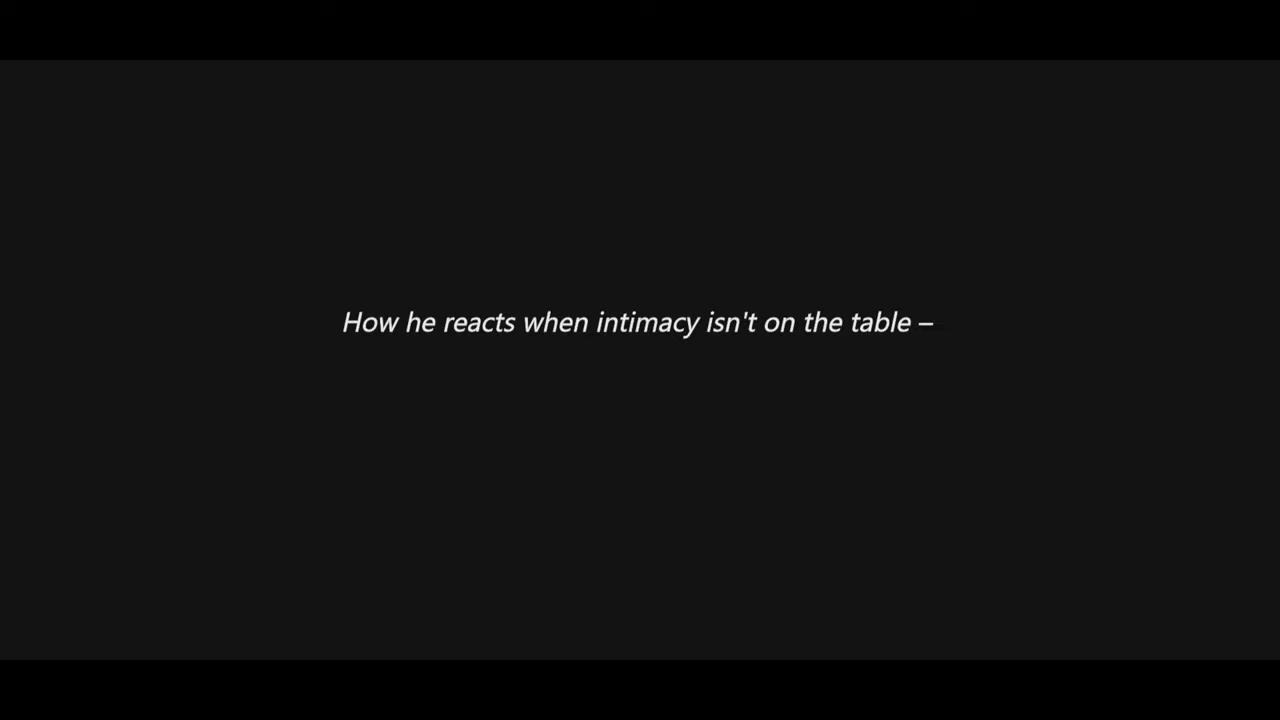 How he reacts when intimacy isn't on the table –